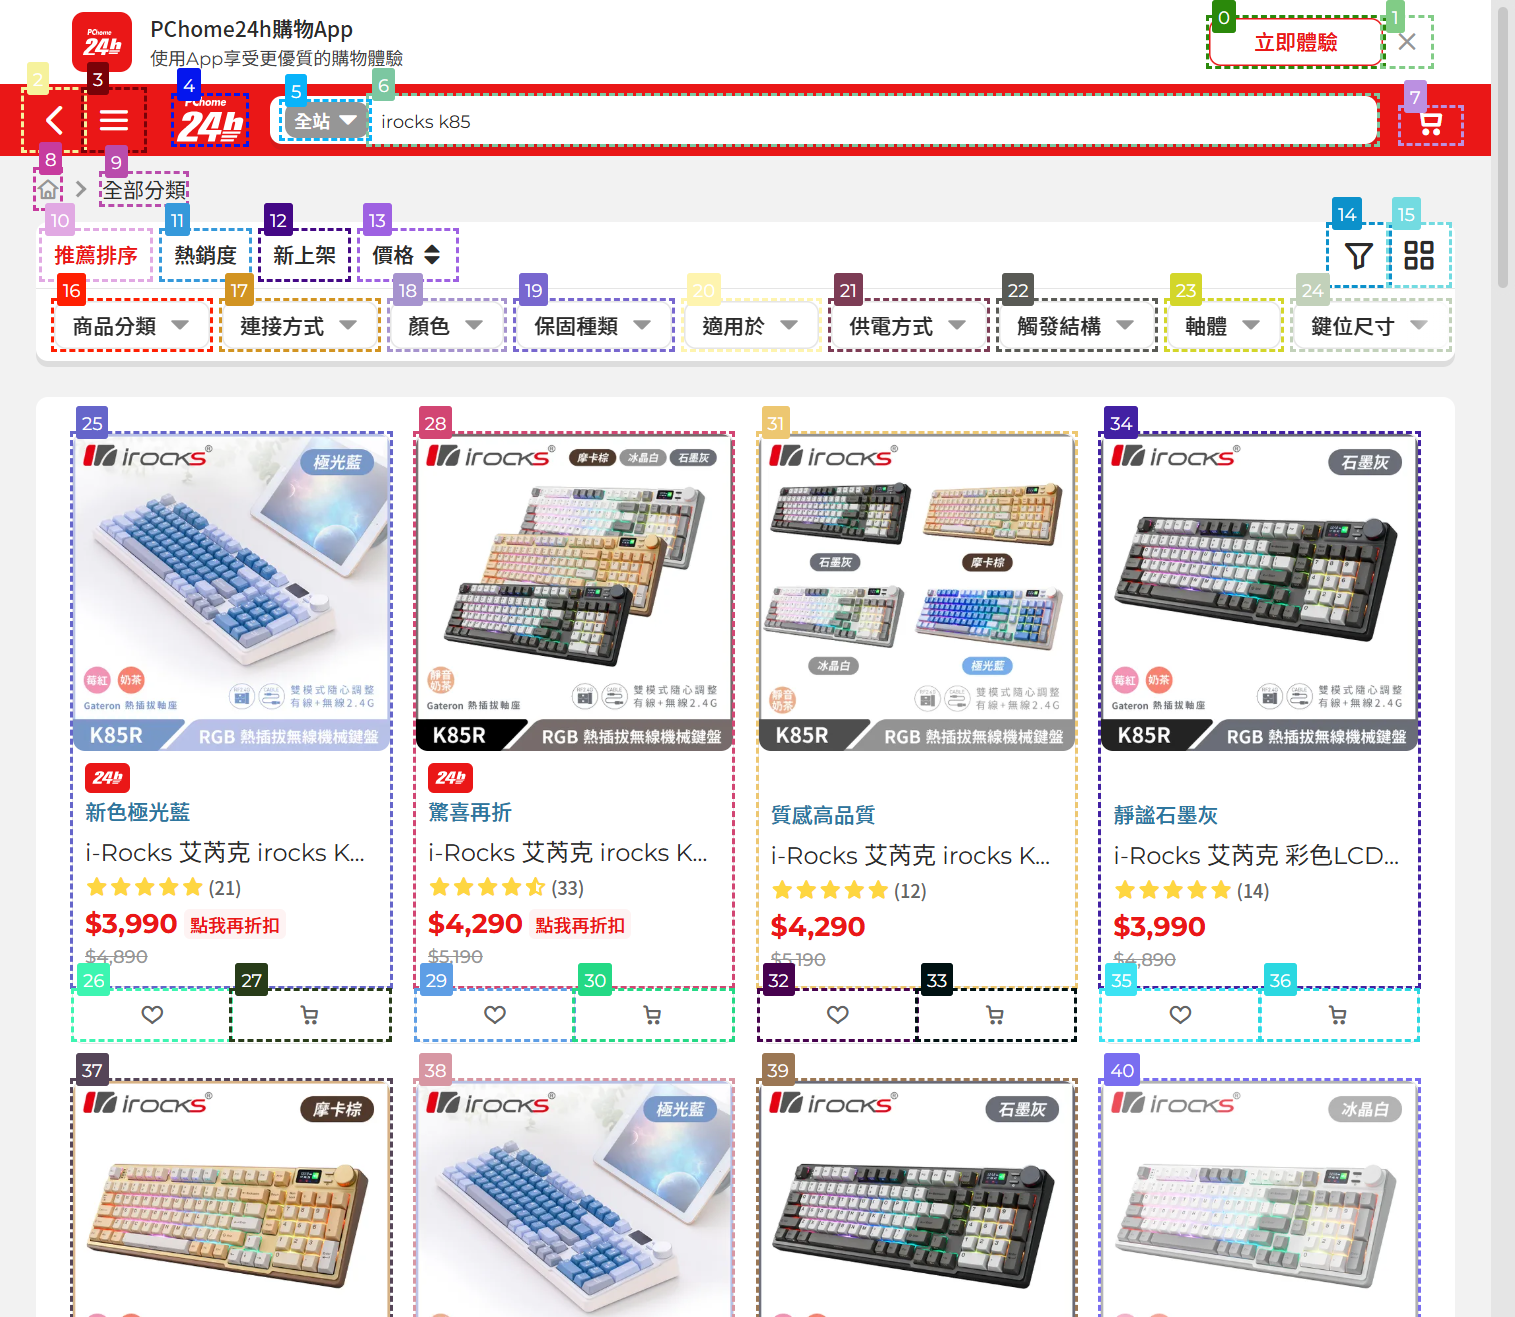 PChome
24h
PChome24h購物App
使用App享受更優質的購物體驗
0
立即體驗
1
2
3
4
PChome
24h
5
全站
6
irocks k85
7
8
9
全部分類
10
推薦排序
11
熱銷度
12
新上架
13
價格
14
15
16
商品分類
17
連接方式
18
顏色
19
保固種類
20
適用於
21
供電方式
22
觸發結構
23
軸體
24
鍵位尺寸
25
irocks®
極光藍
莓紅 奶茶
Gateron 熱插拔軸座
雙模式隨心調整
有線+無線2.4G
K85R
RGB 熱插拔無線機械鍵盤
24h
新色極光藍
i-Rocks 艾芮克 irocks K...
(21)
$3,990 點我再折扣
$4,890
26
27
28
irocks®
摩卡棕 冰晶白 石墨灰
靜音奶茶
Gateron 熱插拔軸座
雙模式隨心調整
有線+無線2.4G
K85R
RGB 熱插拔無線機械鍵盤
24h
驚喜再折
i-Rocks 艾芮克 irocks K...
(33)
$4,290 點我再折扣
$5,190
29
30
31
irocks®
石墨灰
摩卡棕
冰晶白
極光藍
靜音奶茶
雙模式隨心調整
有線+無線2.4G
K85R
RGB 熱插拔無線機械鍵盤
質感高品質
i-Rocks 艾芮克 irocks K...
(12)
$4,290
$5,190
32
33
34
irocks®
石墨灰
莓紅 奶茶
Gateron 熱插拔軸座
雙模式隨心調整
有線+無線2.4G
K85R
RGB 熱插拔無線機械鍵盤
靜謐石墨灰
i-Rocks 艾芮克 彩色LCD...
(14)
$3,990
$4,890
35
36
37
irocks®
摩卡棕
38
irocks®
極光藍
39
irocks®
石墨灰
40
irocks®
冰晶白